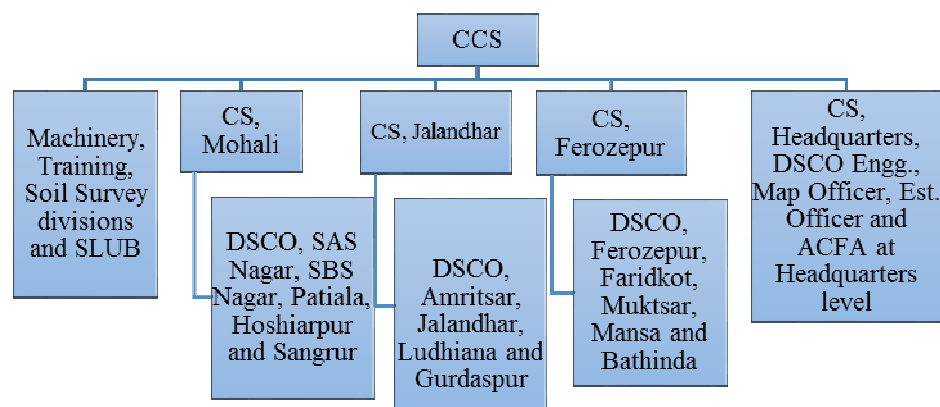 CCS
Machinery,
Training,
Soil Survey
divisions
and SLUB
CS,
Mohali
DSCO, SAS
Nagar, SBS
Nagar, Patiala,
Hoshiarpur
and Sangrur
CS, Jalandhar
DSCO,
Amritsar,
Jalandhar,
Ludhiana and
Gurdaspur
CS,
Ferozepur
DSCO,
Ferozepur,
Faridkot,
Muktsar,
Mansa and
Bathinda
CS,
Headquarters,
DSCO Engg.,
Map Officer, Est.
Officer and
ACFA at
Headquarters
level